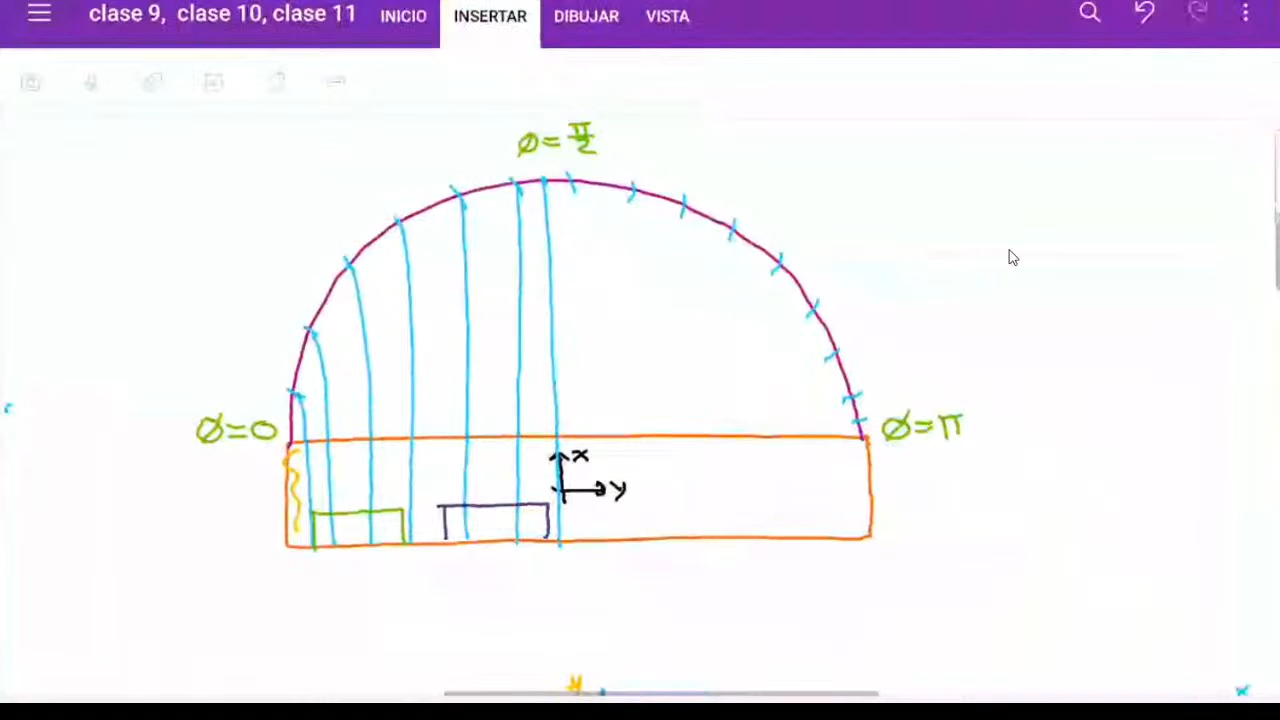 clase 9, clase 10, clase 11 INICIO INSERTAR DIBUJAR VISTA
ø=π/2
ø=0
ø=π
x
y